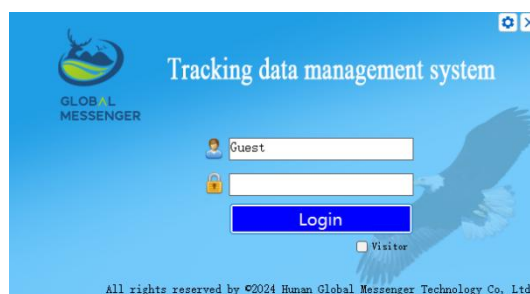 Tracking data management system
GLOBAL
MESSENGER
Guest
Login
Visitor
All rights reserved by ©2024 Hunan Global Messenger Technology Co. Ltd